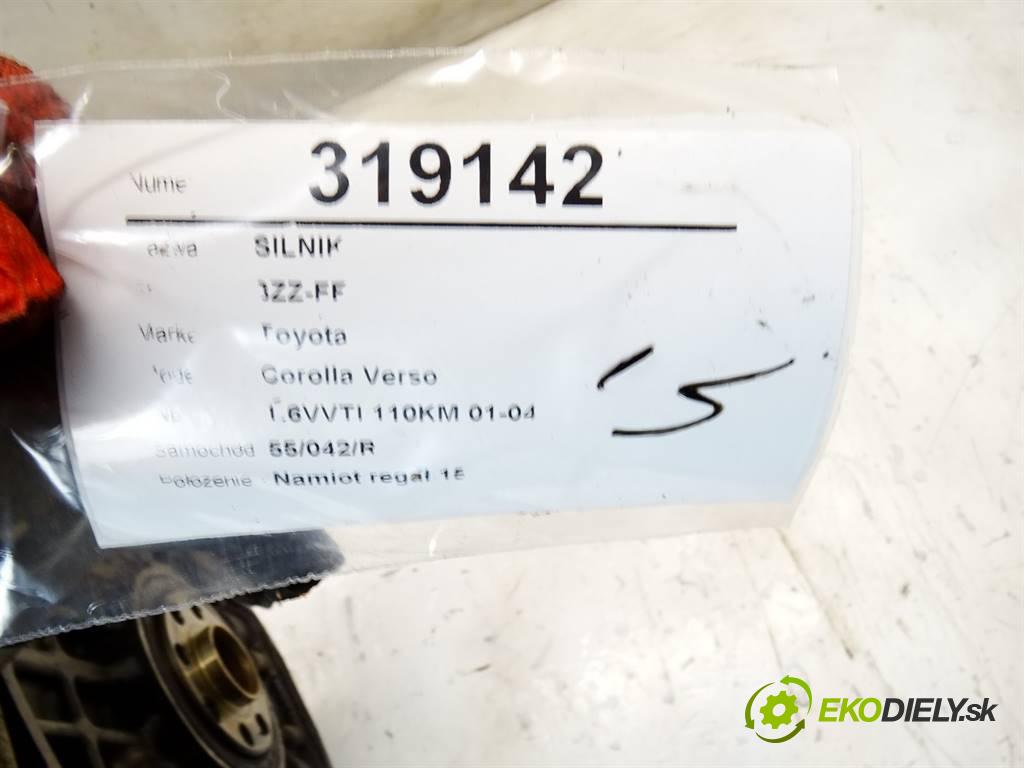 319142
SILNIK
3ZZ-FE
Toyota
Corolla Verso
1.6VVTI 110KM 01-04
Samochód 55/042/R
Położenie Namiot regał 15
15
EKODIELY.sk